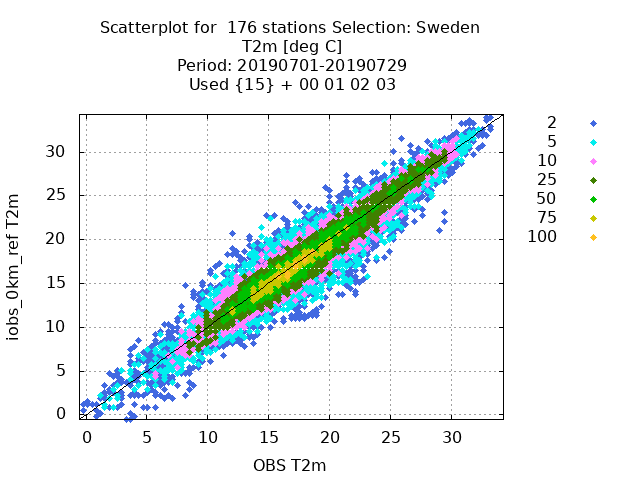 Scatterplot for  176 stations Selection: Sweden
T2m [deg C]
Period: 20190701-20190729
Used {15} + 00 01 02 03
iobs_0km_ref T2m
30
25
20
15
10
5
0
0 5 10 15 20 25 30
OBS T2m
2
5
10
25
50
75
100